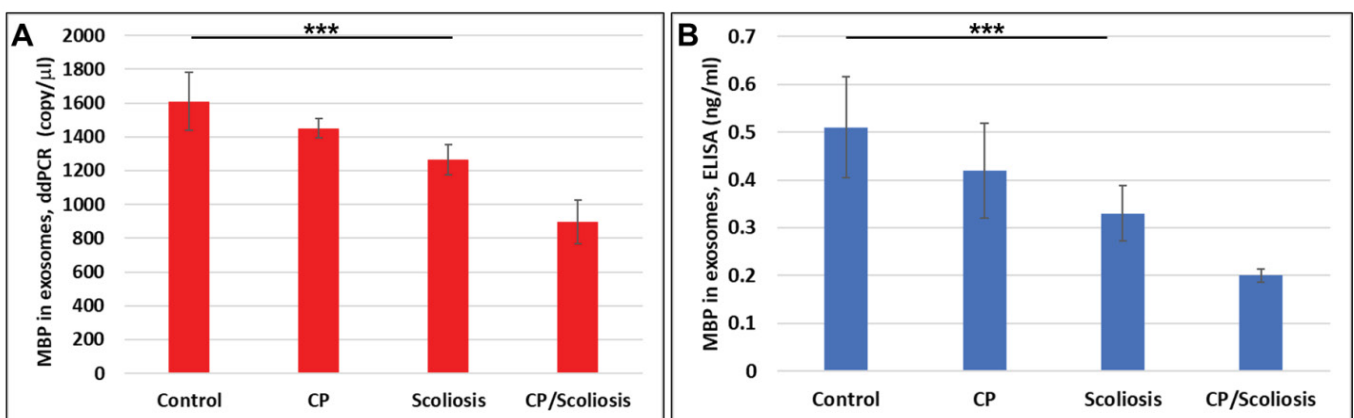 A
MBP in exosomes, ddPCR (copy/µl)
2000
1800
1600
1400
1200
1000
800
600
400
200
0
***
Control
CP
Scoliosis
CP/Scoliosis
B
MBP in exosomes, ELISA (ng/ml)
0.7
0.6
0.5
0.4
0.3
0.2
0.1
0
***
Control
CP
Scoliosis
CP/Scoliosis